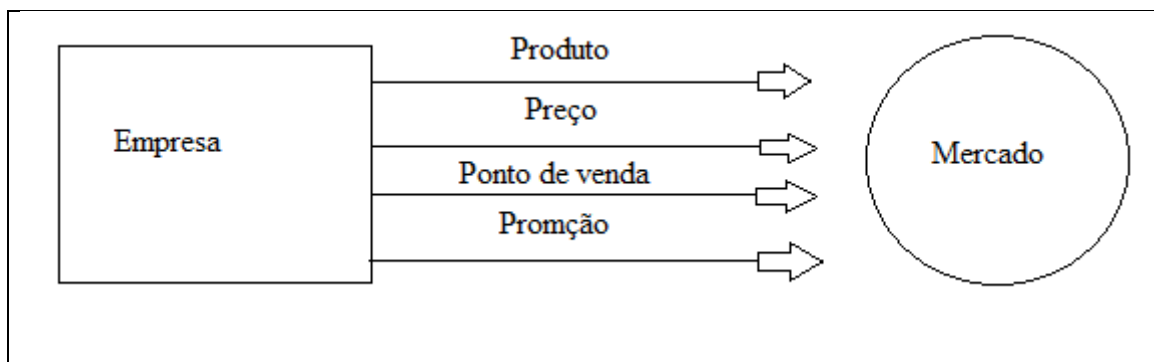 Produto
Preço
Empresa
Mercado
Ponto de venda
Promção